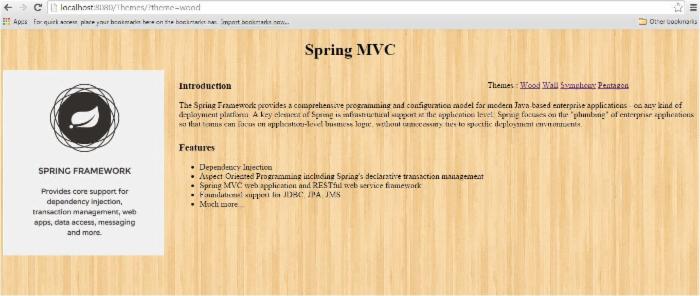 localhost:8080/Themes/?theme=wood
Apps For quick access, place your bookmarks here on the bookmarks bar. Import bookmarks now... Other bookmarks
Spring MVC
SPRING FRAMEWORK
Provides core support for
dependency injection,
transaction management, web
apps, data access, messaging
and more.
Introduction
Themes : Wood Wall Symphony Pentagon
The Spring Framework provides a comprehensive programming and configuration model for modern Java-based enterprise applications - on any kind of
deployment platform. A key element of Spring is infrastructural support at the application level: Spring focuses on the "plumbing" of enterprise applications
so that teams can focus on application-level business logic, without unnecessary ties to specific deployment environments.
Features
Dependency Injection
Aspect-Oriented Programming including Spring's declarative transaction management
Spring MVC web application and RESTful web service framework
Foundational support for JDBC, JPA, JMS
Much more...